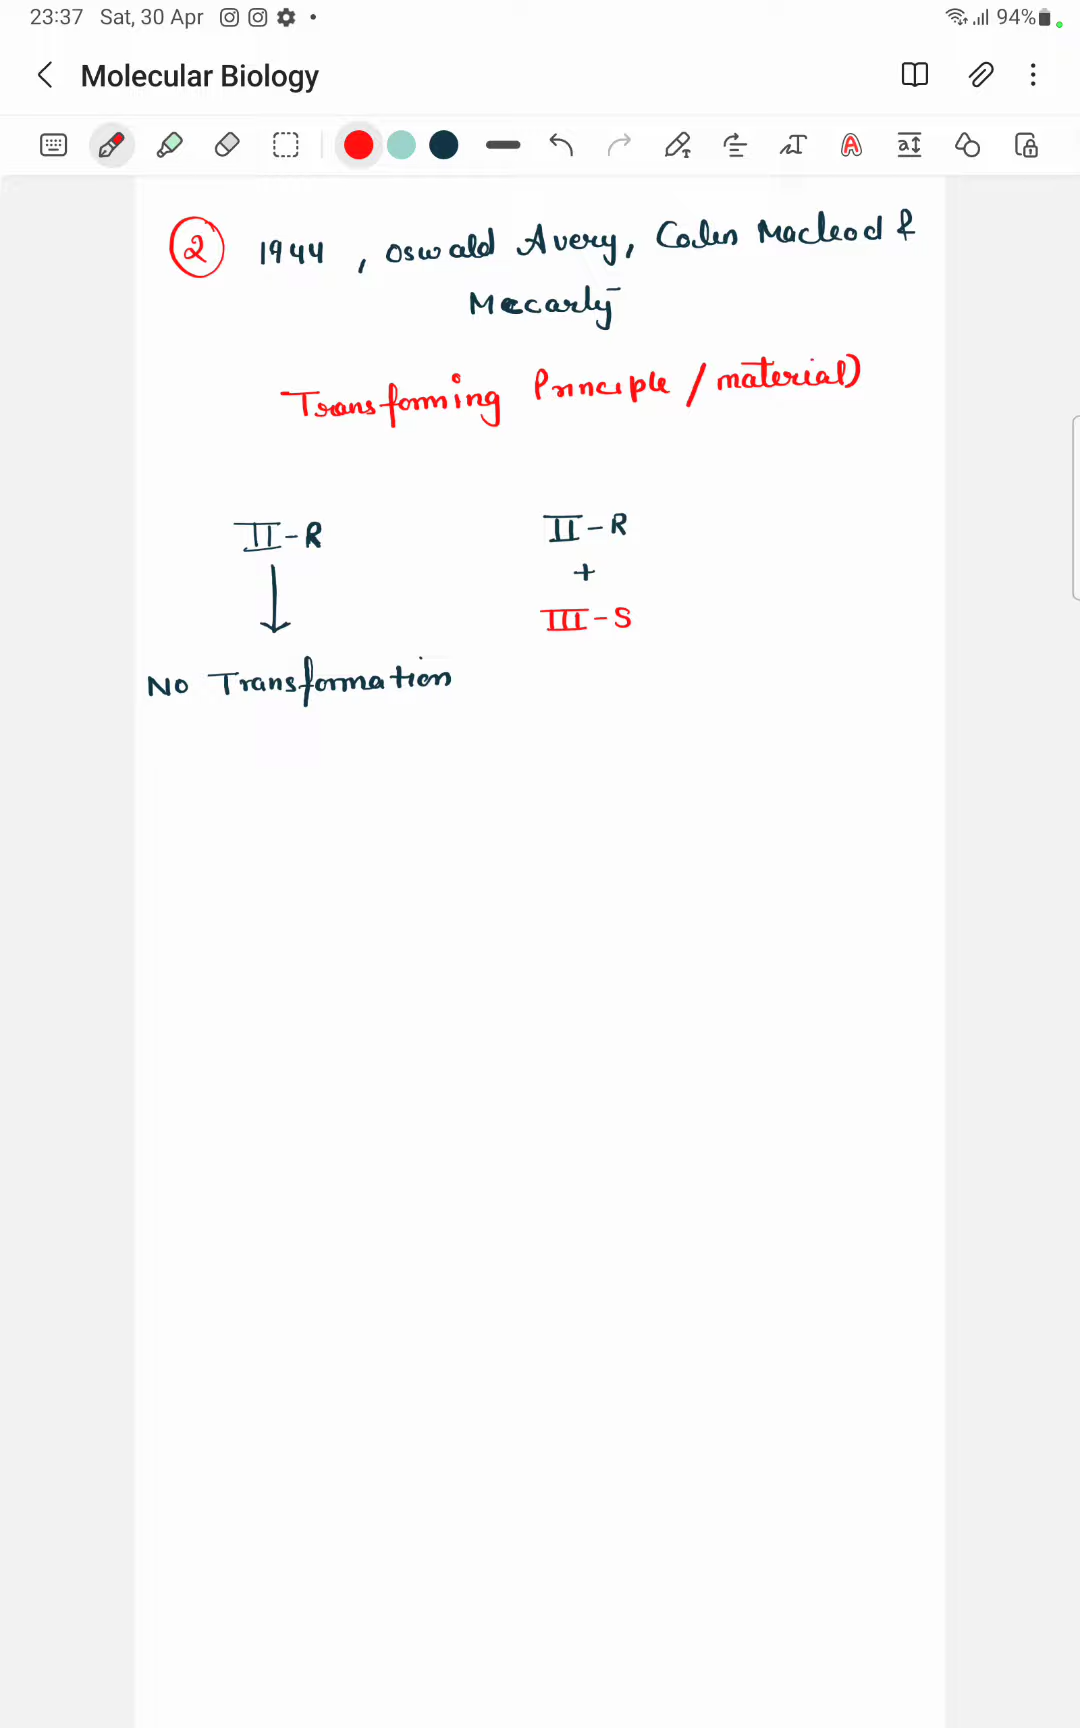 23:37 Sat, 30 Apr 94%
Molecular Biology
② 1944, Oswald Avery, Colin Macleod &
Mccarty
Transforming Principle / material)
II-R II-R
+
III-S
No Transformation